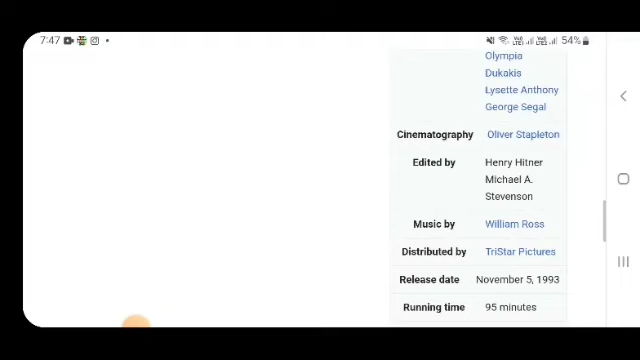 7:47 54%
Olympia
Dukakis
Lysette Anthony
George Segal
Cinematography Oliver Stapleton
Edited by Henry Hitner
Michael A.
Stevenson
Music by William Ross
Distributed by TriStar Pictures
Release date November 5, 1993
Running time 95 minutes